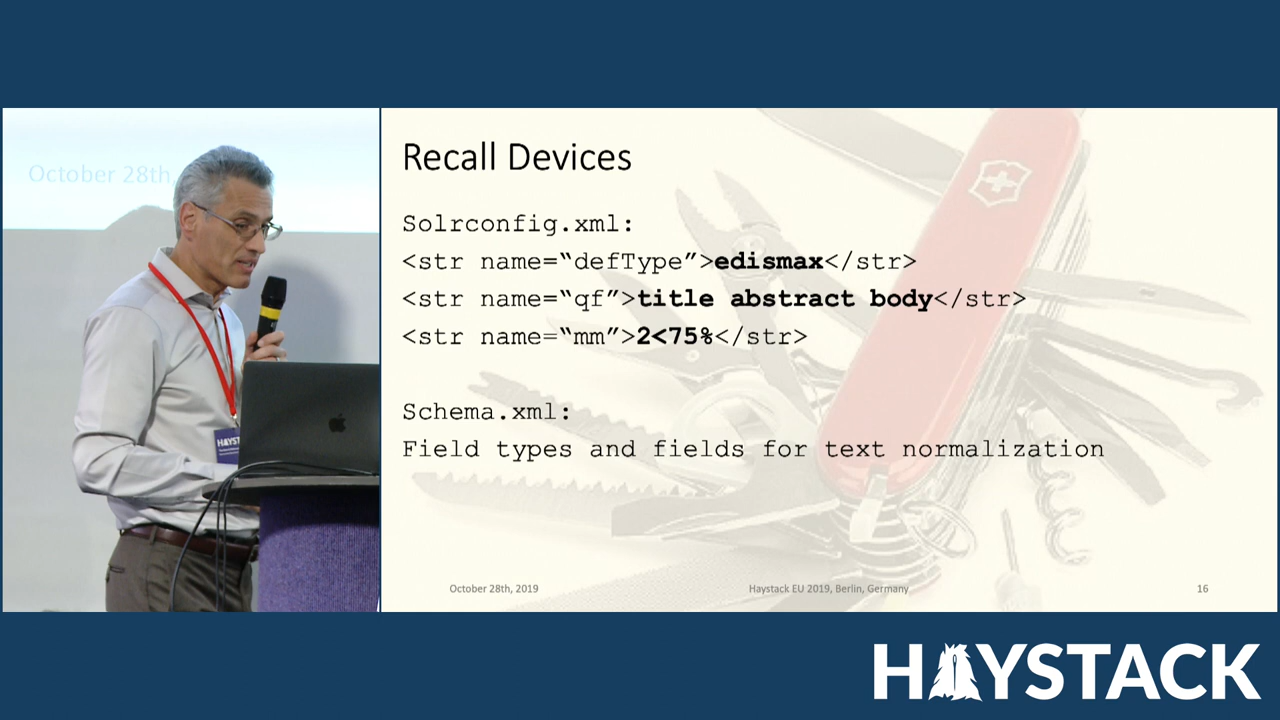 October 28th
HAYST
Recall Devices
Solrconfig.xml:
<str name=“defType”>edismax</str>
<str name=“qf”>title abstract body</str>
<str name=“mm”>2<75%</str>
Schema.xml:
Field types and fields for text normalization
October 28th, 2019
Haystack EU 2019, Berlin, Germany
16
HAYSTACK